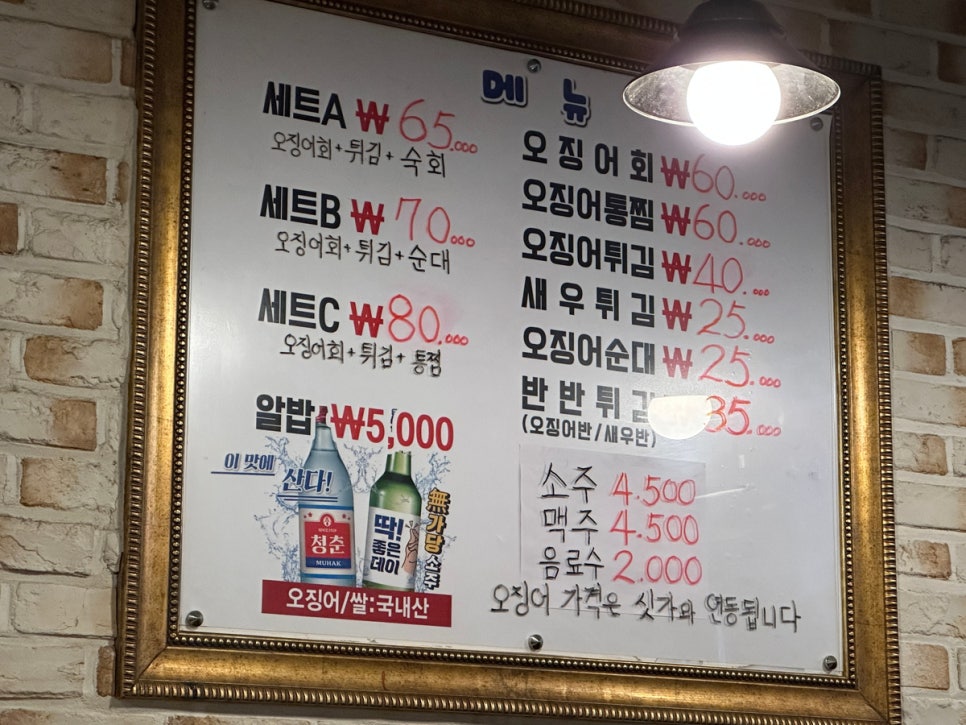 메뉴
세트A ₩65.000
오징어회+튀김+숙회
세트B ₩70.000
오징어회+튀김+순대
세트C ₩80.000
오징어회+튀김+통찜
알밥 ₩5,000
이 맛에
산다!
청춘
MUHAK
딱!
좋은
데이
無가당 소주
오징어/쌀:국내산
오징어회 ₩60.000
오징어통찜 ₩60.000
오징어튀김 ₩40.000
새우튀김 ₩25.000
오징어순대 ₩25.000
반반튀김 35.000
(오징어반/새우반)
소주 4.500
맥주 4.500
음료수 2.000
오징어 가격은 싯가와 연동됩니다